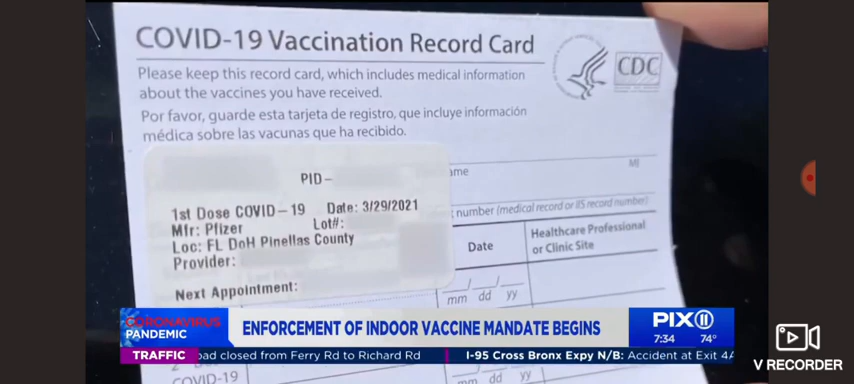 COVID-19 Vaccination Record Card
CDC
Please keep this record card, which includes medical information
about the vaccines you have received.
Por favor, guarde esta tarjeta de registro, que incluye información
médica sobre las vacunas que ha recibido.
PID-
1st Dose COVID-19 Date: 3/29/2021
Mfr: Pfizer Lot#:
Loc: FL DoH Pinellas County
Provider:
Next Appointment:
ame
MI
number (medical record or IIS record number)
Date
Healthcare Professional
or Clinic Site
mm dd yy
CORONAVIRUS
PANDEMIC
ENFORCEMENT OF INDOOR VACCINE MANDATE BEGINS
PIX11
7:34 74°
TRAFFIC
oad closed from Ferry Rd to Richard Rd
I-95 Cross Bronx Expy N/B: Accident at Exit 4A
COVID-19
mm dd yy
V RECORDER